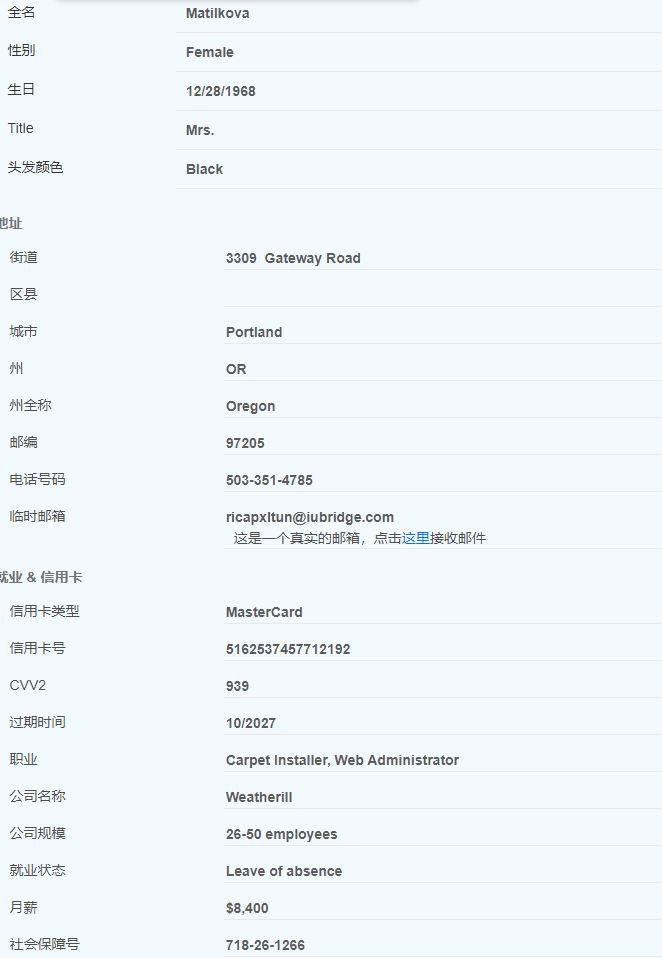 全名 Matilkova
性别 Female
生日 12/28/1968
Title Mrs.
头发颜色 Black
地址
街道 3309 Gateway Road
区县
城市 Portland
州 OR
州全称 Oregon
邮编 97205
电话号码 503-351-4785
临时邮箱 ricapxltun@iubridge.com
这是一个真实的邮箱，点击这里接收邮件
就业 & 信用卡
信用卡类型 MasterCard
信用卡号 5162537457712192
CVV2 939
过期时间 10/2027
职业 Carpet Installer, Web Administrator
公司名称 Weatherill
公司规模 26-50 employees
就业状态 Leave of absence
月薪 $8,400
社会保障号 718-26-1266